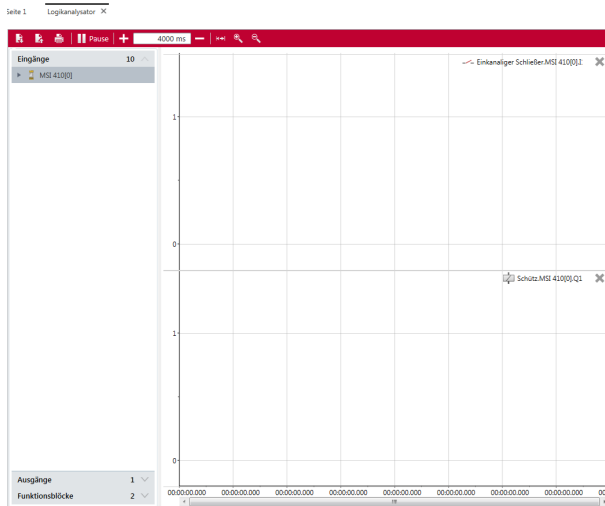 Seite 1 Logikanalysator
Pause 4000 ms
Eingänge 10
MSI 410[0]
Einkanaliger Schließer.MSI 410[0].I:
1
0
Schütz.MSI 410[0].Q1
1
0
Ausgänge 1
Funktionsblöcke 2
00:00:00.000 00:00:00.000 00:00:00.000 00:00:00.000 00:00:00.000 00:00:00.000 00:00:00.000 00:00:00.000 00